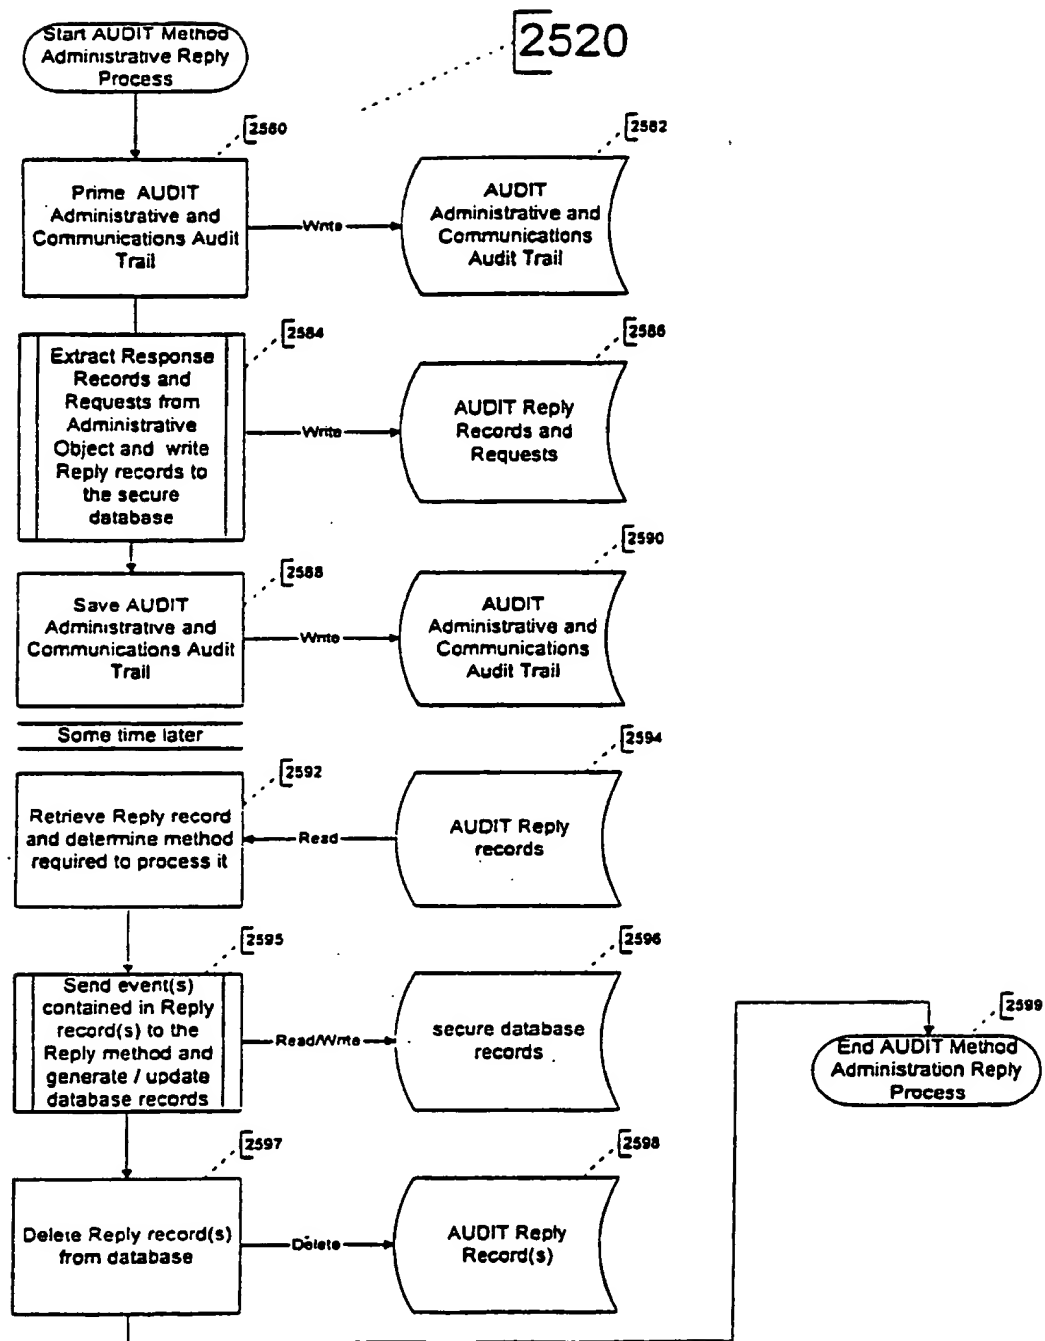 Start AUDIT Method
Administrative Reply
Process
2520
2580
Prime AUDIT
Administrative and
Communications Audit
Trail
Write
2582
AUDIT
Administrative and
Communications
Audit Trail
2584
Extract Response
Records and
Requests from
Administrative
Object and write
Reply records to
the secure
database
Write
2586
AUDIT Reply
Records and
Requests
2588
Save AUDIT
Administrative and
Communications Audit
Trail
Write
2590
AUDIT
Administrative and
Communications
Audit Trail
Some time later
2592
Retrieve Reply record
and determine method
required to process it
Read
2594
AUDIT Reply
records
2595
Send event(s)
contained in Reply
record(s) to the
Reply method and
generate / update
database records
Read/Write
2596
secure database
records
2599
End AUDIT Method
Administration Reply
Process
2597
Delete Reply record(s)
from database
Delete
2598
AUDIT Reply
Record(s)